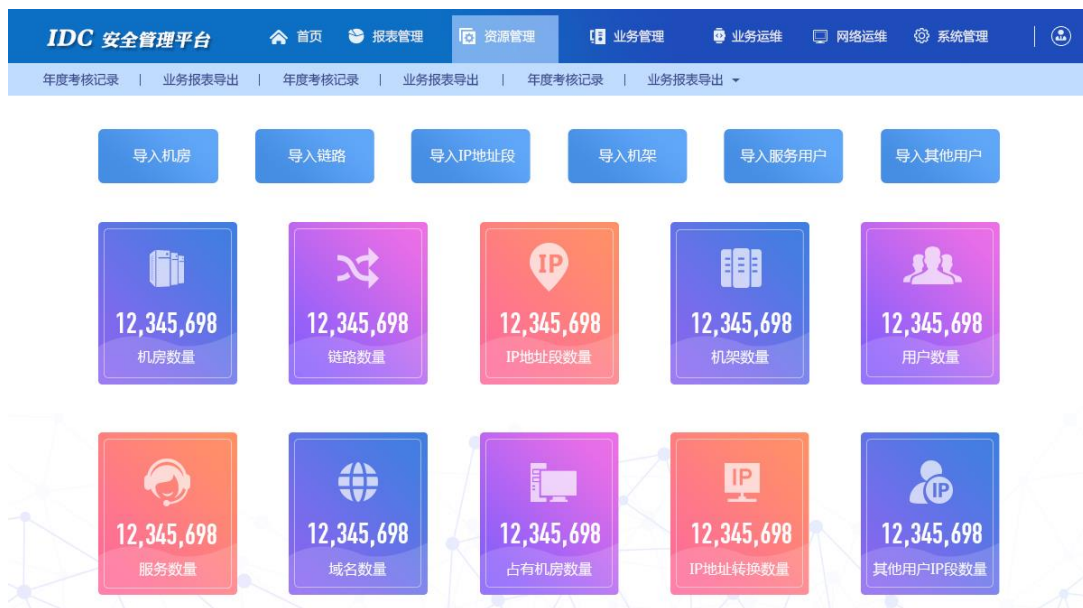 IDC 安全管理平台 首页 报表管理 资源管理 业务管理 业务运维 网络运维 系统管理
年度考核记录 | 业务报表导出 | 年度考核记录 | 业务报表导出 | 年度考核记录 | 业务报表导出
导入机房 导入链路 导入IP地址段 导入机架 导入服务用户 导入其他用户
IP
12,345,698 12,345,698 12,345,698 12,345,698 12,345,698
机房数量 链路数量 IP地址段数量 机架数量 用户数量
IP IP
12,345,698 12,345,698 12,345,698 12,345,698 12,345,698
服务数量 域名数量 占有机房数量 IP地址转换数量 其他用户IP段数量